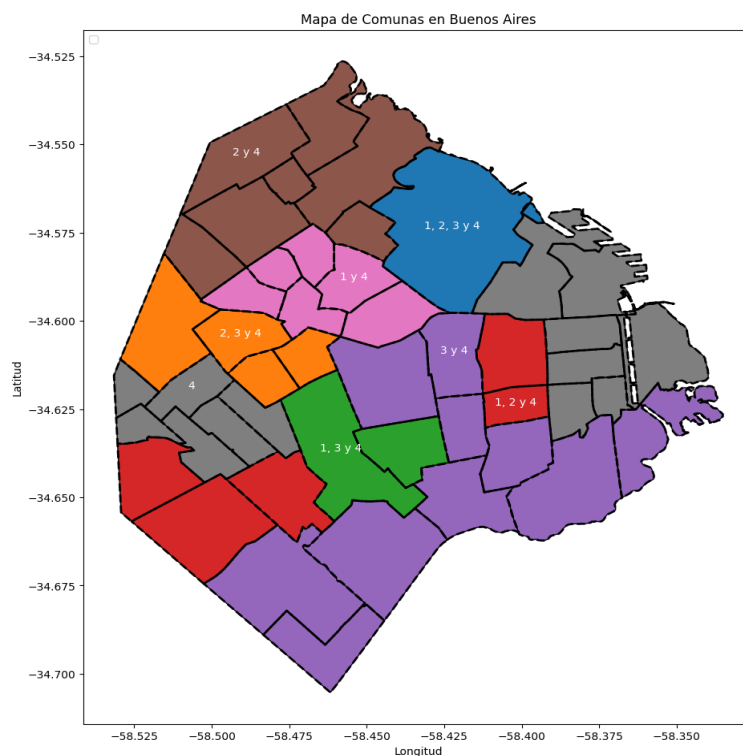 Mapa de Comunas en Buenos Aires
−34.525
−34.550
−34.575
−34.600
−34.625
−34.650
−34.675
−34.700
Latitud
2 y 4
1, 2, 3 y 4
1 y 4
2, 3 y 4
3 y 4
4
1, 2 y 4
1, 3 y 4
−58.525
−58.500
−58.475
−58.450
−58.425
−58.400
−58.375
−58.350
Longitud